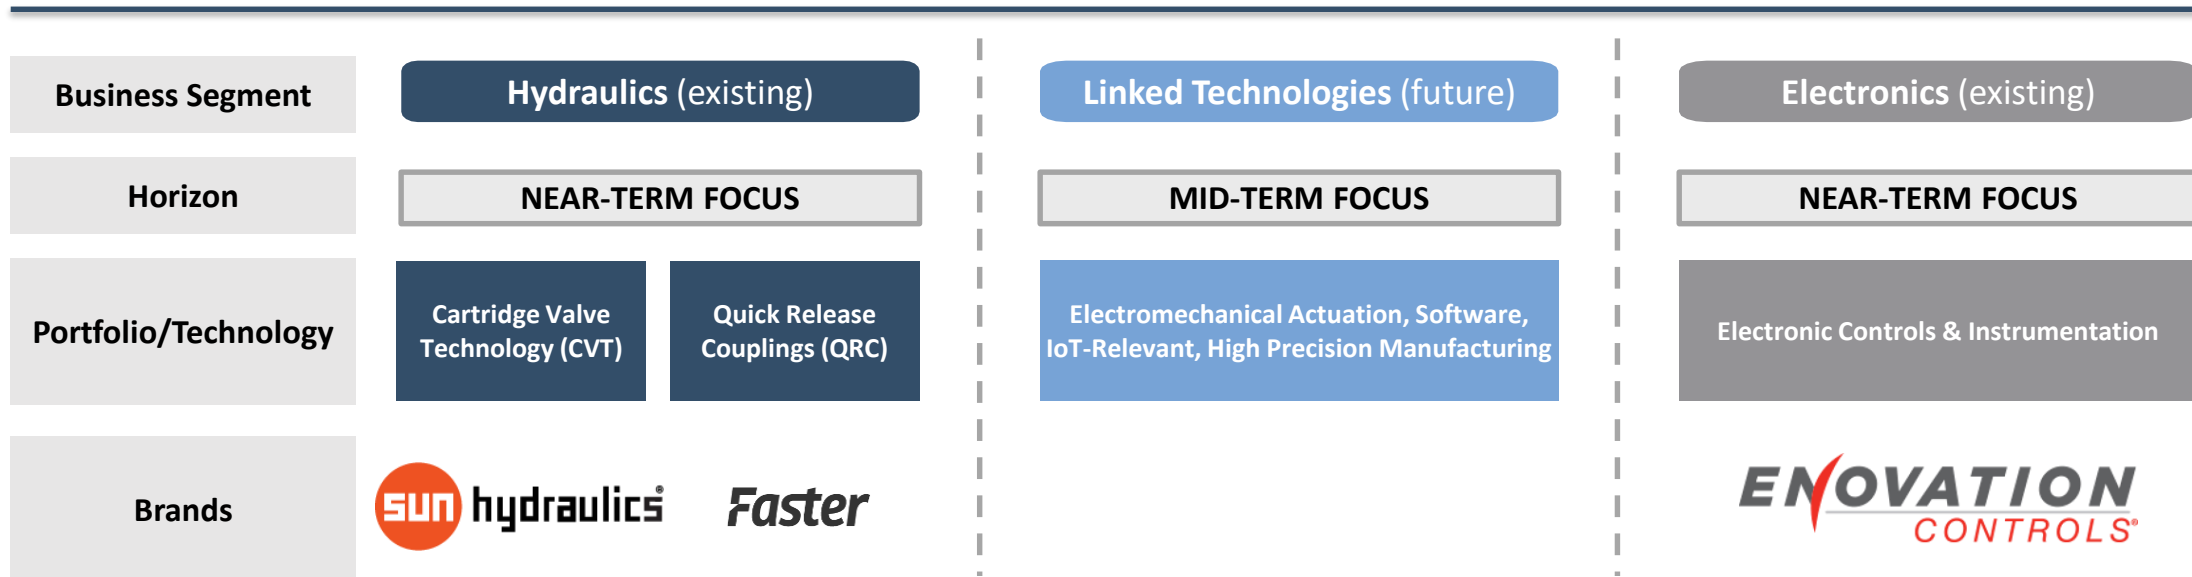 Business Segment
Hydraulics (existing)
Linked Technologies (future)
Electronics (existing)
Horizon
NEAR-TERM FOCUS
MID-TERM FOCUS
NEAR-TERM FOCUS
Portfolio/Technology
Cartridge Valve
Technology (CVT)
Quick Release
Couplings (QRC)
Electromechanical Actuation, Software,
IoT-Relevant, High Precision Manufacturing
Electronic Controls & Instrumentation
Brands
sun hydraulics®
Faster
ENOVATION
CONTROLS®